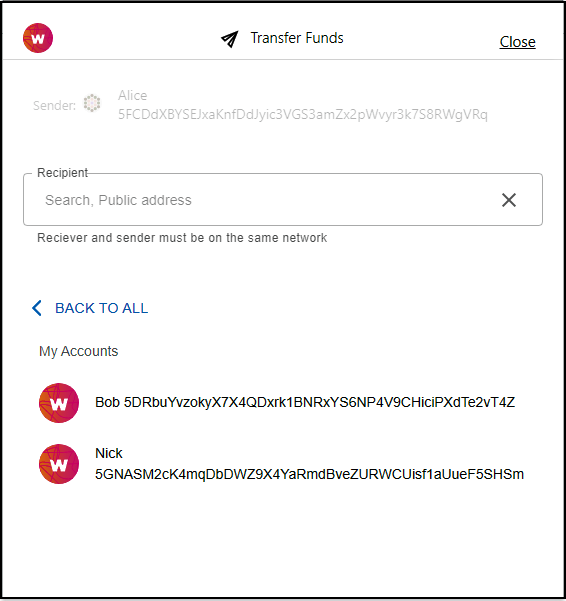 W
Transfer Funds
Close
Sender:
Alice
5FCDdXBYSEJxaKnfDdJyic3VGS3amZx2pWvyr3k7S8RWgVRq
Recipient
Search, Public address
Reciever and sender must be on the same network
BACK TO ALL
My Accounts
W
Bob 5DRbuYvzokyX7X4QDxrk1BNRxYS6NP4V9CHiciPXdTe2vT4Z
W
Nick
5GNASM2cK4mqDbDWZ9X4YaRmdBveZURWCUisf1aUueF5SHSm